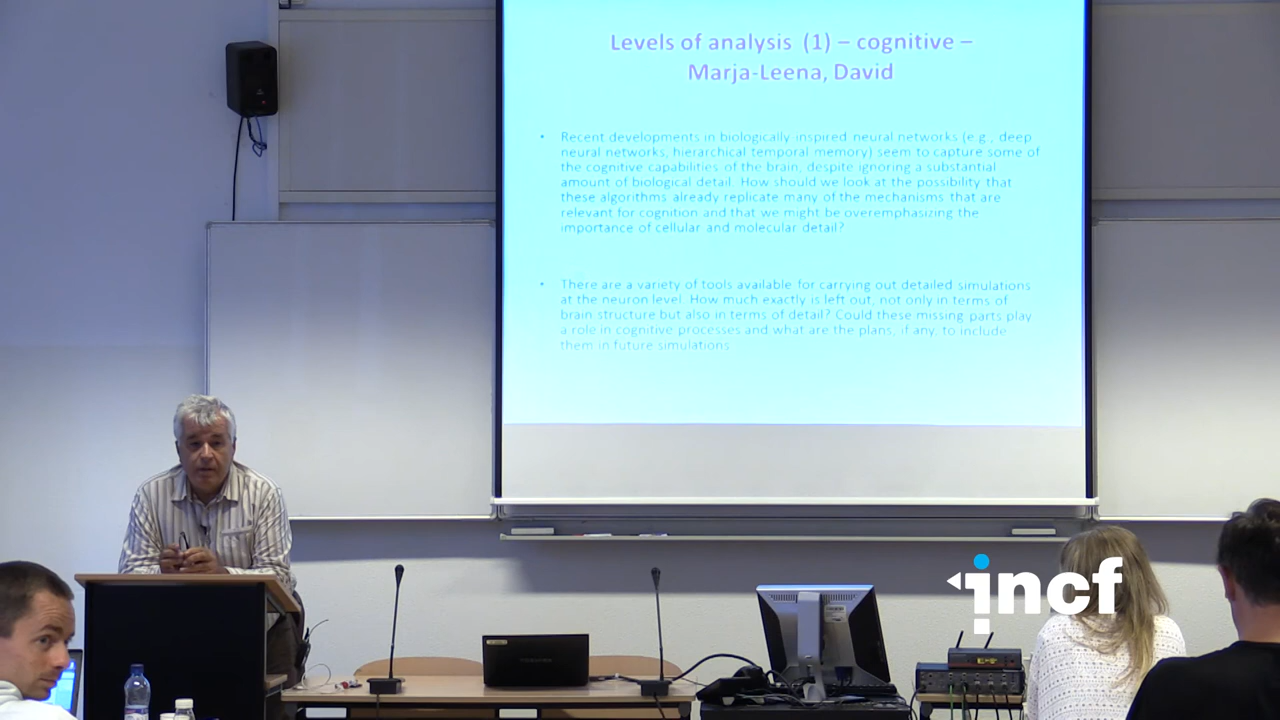 Levels of analysis (1) – cognitive –
Marja-Leena, David
• Recent developments in biologically inspired neural networks (e.g., deep
neural networks, hierarchical temporal memory) seem to capture some of
the cognitive capabilities of the brain, despite ignoring a substantial
amount of biological detail. How should we look at the possibility that
these algorithms already replicate many of the mechanisms that are
relevant for cognition and that we might be overemphasizing the
importance of cellular and molecular detail?
• There are a variety of tools available for carrying out detailed simulations
at the neuron level. How much exactly is left out, not only in terms of
brain structure but also in terms of detail? Could these missing parts play
a role in cognitive processes and what are the plans, if any, to include
them in future simulations
incf
TOSHIBA